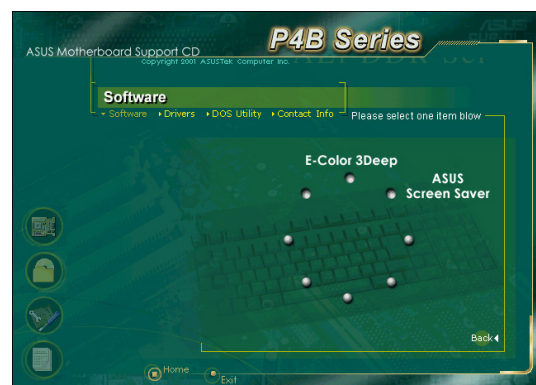 P4B Series
ASUS Motherboard Support CD
Copyright 2001 ASUSTek Computer Inc.
Software
Software Drivers DOS Utility Contact Info
Please select one item blow
E-Color 3Deep
ASUS
Screen Saver
Back
Home
Exit